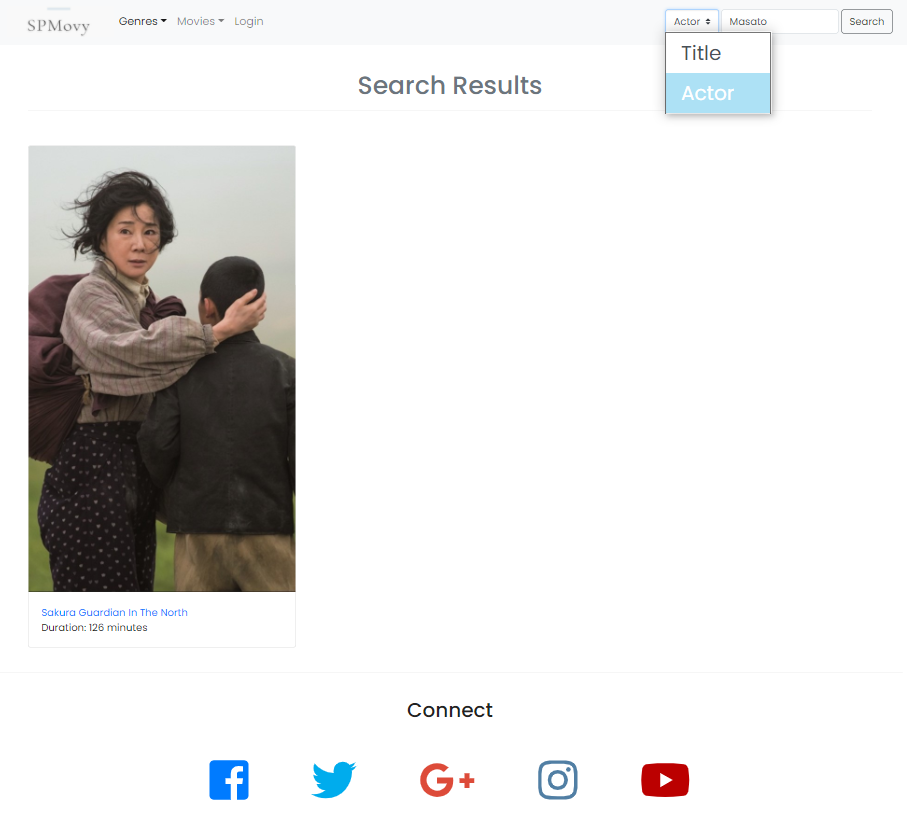 SPMovy
Genres Movies Login
Actor Masato Search
Title
Actor
Search Results
Sakura Guardian In The North
Duration: 126 minutes
Connect